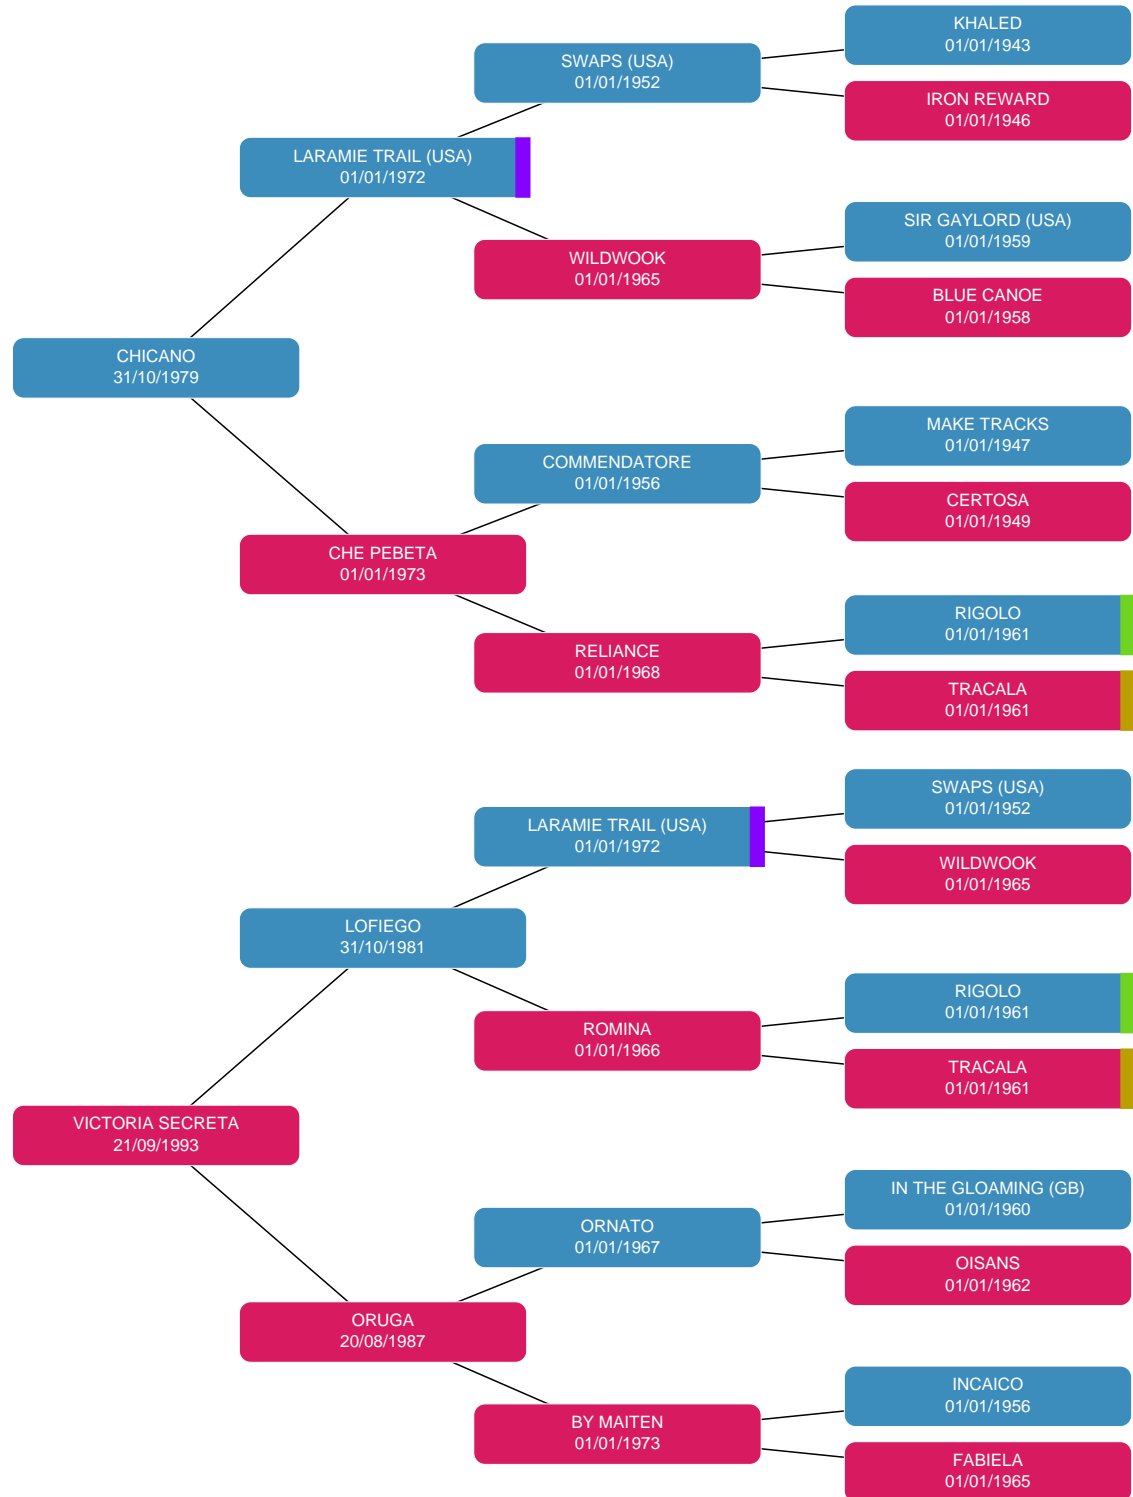 KHALED
01/01/1943
SWAPS (USA)
01/01/1952
IRON REWARD
01/01/1946
LARAMIE TRAIL (USA)
01/01/1972
SIR GAYLORD (USA)
01/01/1959
WILDWOOK
01/01/1965
BLUE CANOE
01/01/1958
CHICANO
31/10/1979
MAKE TRACKS
01/01/1947
COMMENDATORE
01/01/1956
CERTOSA
01/01/1949
CHE PEBETA
01/01/1973
RIGOLO
01/01/1961
RELIANCE
01/01/1968
TRACALA
01/01/1961
SWAPS (USA)
01/01/1952
LARAMIE TRAIL (USA)
01/01/1972
WILDWOOK
01/01/1965
LOFIEGO
31/10/1981
RIGOLO
01/01/1961
ROMINA
01/01/1966
TRACALA
01/01/1961
VICTORIA SECRETA
21/09/1993
IN THE GLOAMING (GB)
01/01/1960
ORNATO
01/01/1967
OISANS
01/01/1962
ORUGA
20/08/1987
INCAICO
01/01/1956
BY MAITEN
01/01/1973
FABIELA
01/01/1965